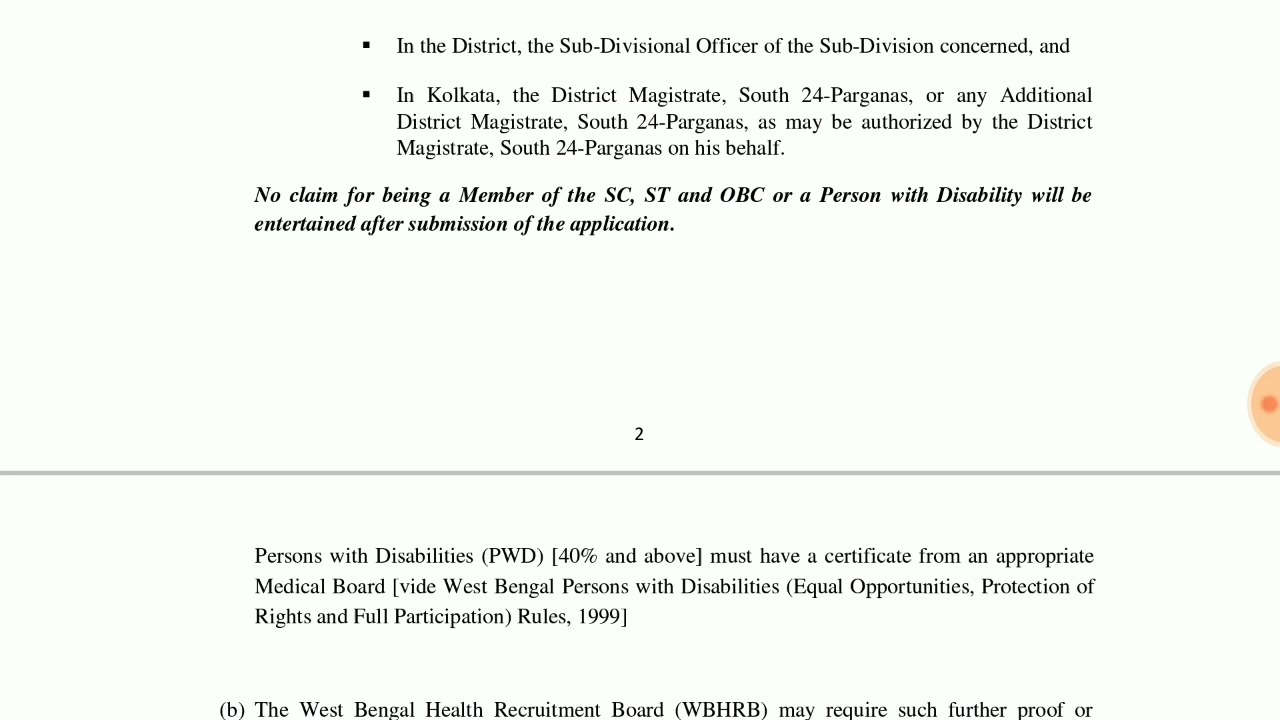 ▪ In the District, the Sub-Divisional Officer of the Sub-Division concerned, and
▪ In Kolkata, the District Magistrate, South 24-Parganas, or any Additional
District Magistrate, South 24-Parganas, as may be authorized by the District
Magistrate, South 24-Parganas on his behalf.
No claim for being a Member of the SC, ST and OBC or a Person with Disability will be
entertained after submission of the application.
2
Persons with Disabilities (PWD) [40% and above] must have a certificate from an appropriate
Medical Board [vide West Bengal Persons with Disabilities (Equal Opportunities, Protection of
Rights and Full Participation) Rules, 1999]
(b) The West Bengal Health Recruitment Board (WBHRB) may require such further proof or